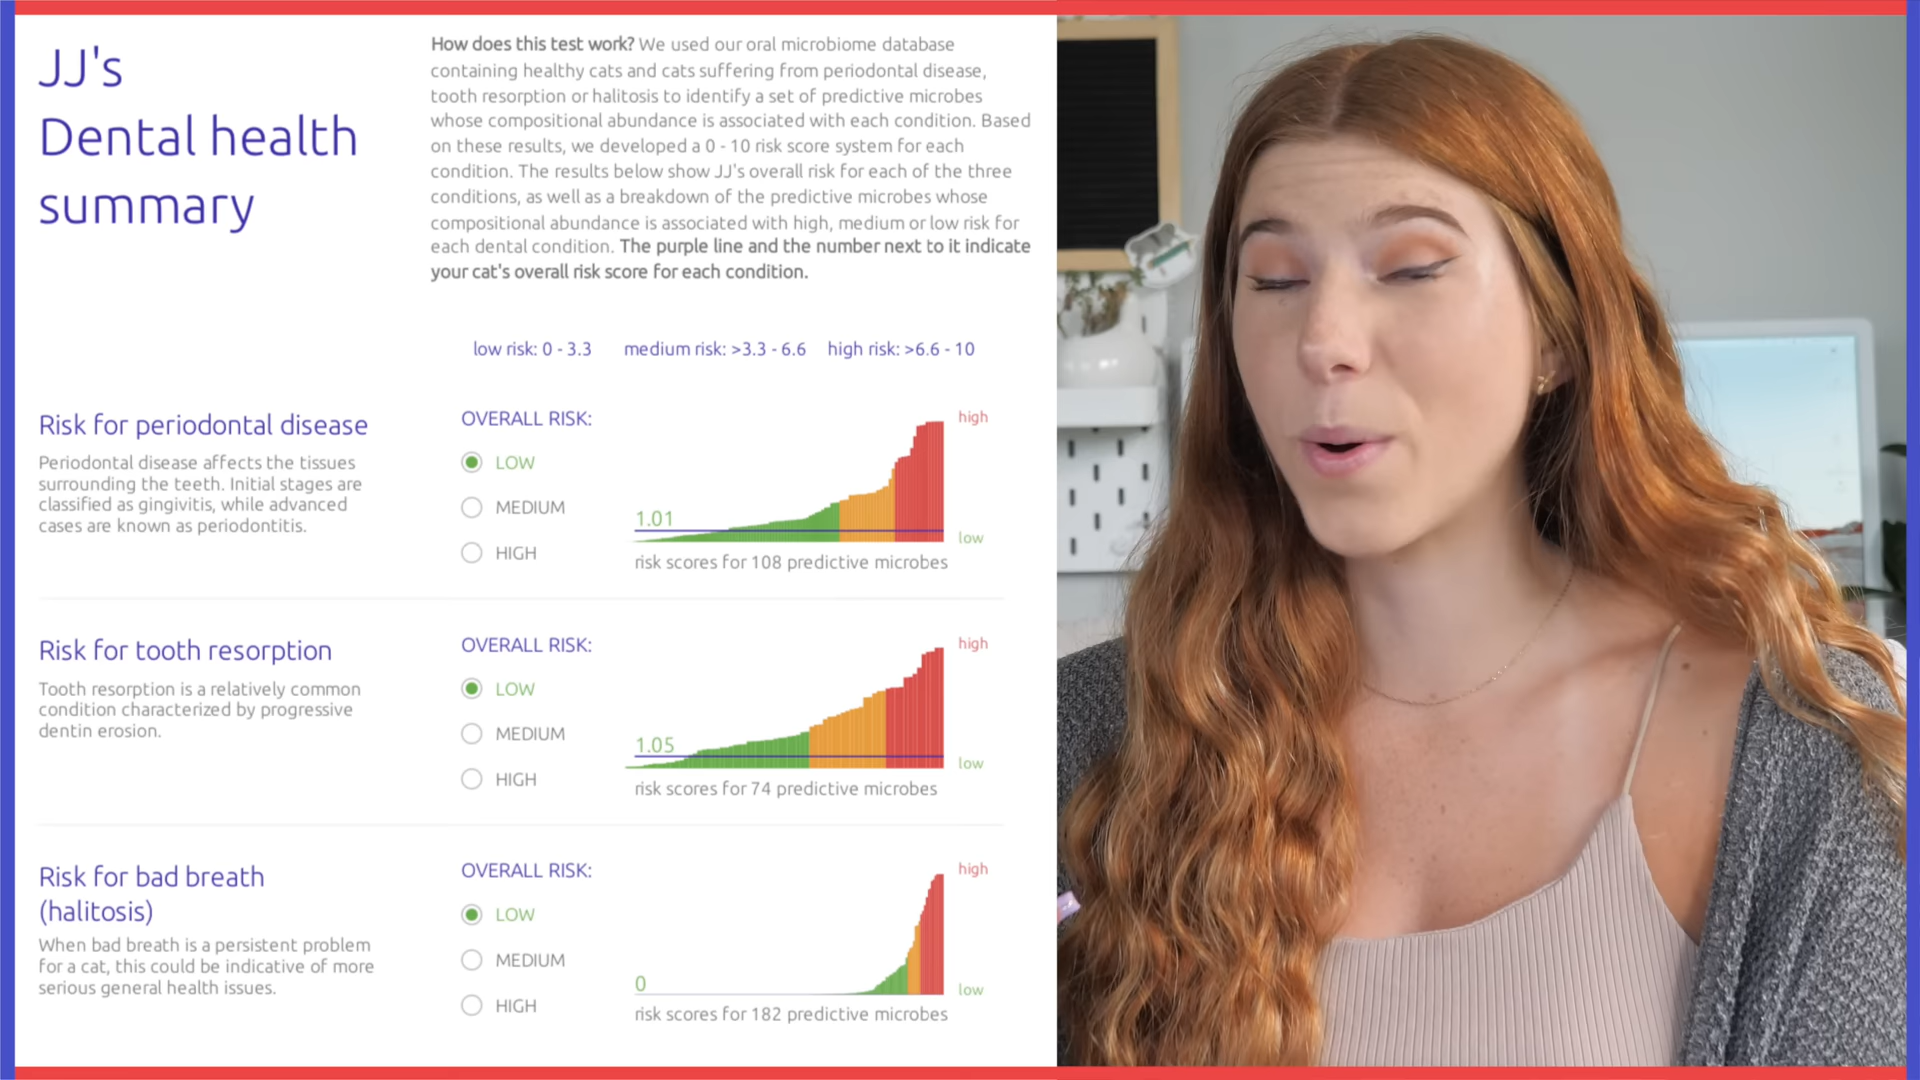 JJ's
Dental health
summary
How does this test work? We used our oral microbiome database
containing healthy cats and cats suffering from periodontal disease,
tooth resorption or halitosis to identify a set of predictive microbes
whose compositional abundance is associated with each condition. Based
on these results, we developed a 0 - 10 risk score system for each
condition. The results below show JJ's overall risk for each of the three
conditions, as well as a breakdown of the predictive microbes whose
compositional abundance is associated with high, medium or low risk for
each dental condition. The purple line and the number next to it indicate
your cat's overall risk score for each condition.
low risk: 0 - 3.3 medium risk: >3.3 - 6.6 high risk: >6.6 - 10
Risk for periodontal disease
Periodontal disease affects the tissues
surrounding the teeth. Initial stages are
classified as gingivitis, while advanced
cases are known as periodontitis.
OVERALL RISK:
LOW
MEDIUM
HIGH
high
1.01
low
risk scores for 108 predictive microbes
Risk for tooth resorption
Tooth resorption is a relatively common
condition characterized by progressive
dentin erosion.
OVERALL RISK:
LOW
MEDIUM
HIGH
high
1.05
low
risk scores for 74 predictive microbes
Risk for bad breath
(halitosis)
When bad breath is a persistent problem
for a cat, this could be indicative of more
serious general health issues.
OVERALL RISK:
LOW
MEDIUM
HIGH
high
0
low
risk scores for 182 predictive microbes